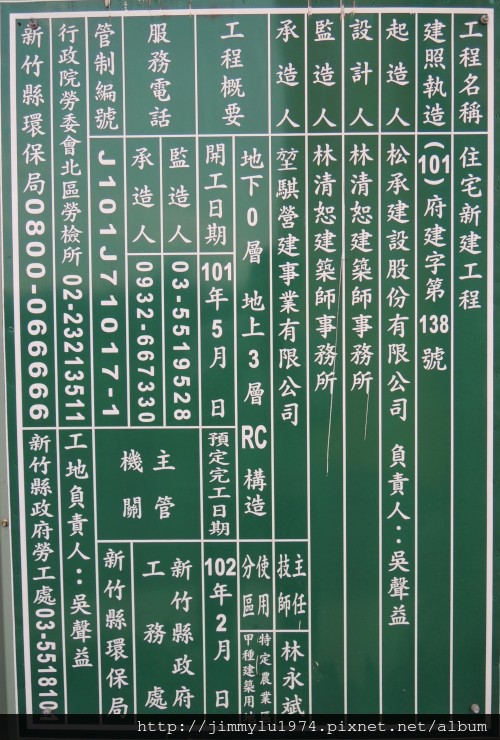 工程名稱 住宅新建工程
建照執造 (101)府建字第138號
起造人 松承建設股份有限公司 負責人：吳聲益
設計人 林清恕建築師事務所
監造人 林清恕建築師事務所
承造人 堃騏營建事業有限公司
主任技師 林永斌
工程概要
地下0層 地上3層 RC 構造
使用分區
特定農業區
甲種建築用地
開工日期 101年5月 日
預定完工日期 102年2月 日
服務電話
監造人 03-5519528
承造人 0932-667330
主管機關
新竹縣政府工務處
新竹縣環保局
管制編號 J101J71017-1
行政院勞委會北區勞檢所 02-23213511
工地負責人：吳聲益
新竹縣環保局0800-066666
新竹縣政府勞工處03-5518101
http://jimmylu1974.pixnet.net/album